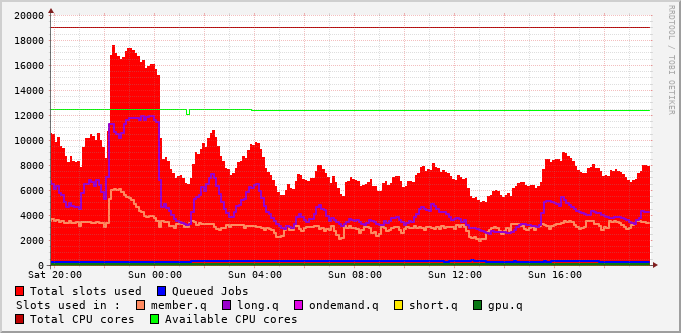 20000
18000
16000
14000
12000
10000
8000
6000
4000
2000
0
Sat 20:00 Sun 00:00 Sun 04:00 Sun 08:00 Sun 12:00 Sun 16:00
RRDTOOL / TOBI OETIKER
Total slots used Queued Jobs
Slots used in : member.q long.q ondemand.q short.q gpu.q
Total CPU cores Available CPU cores